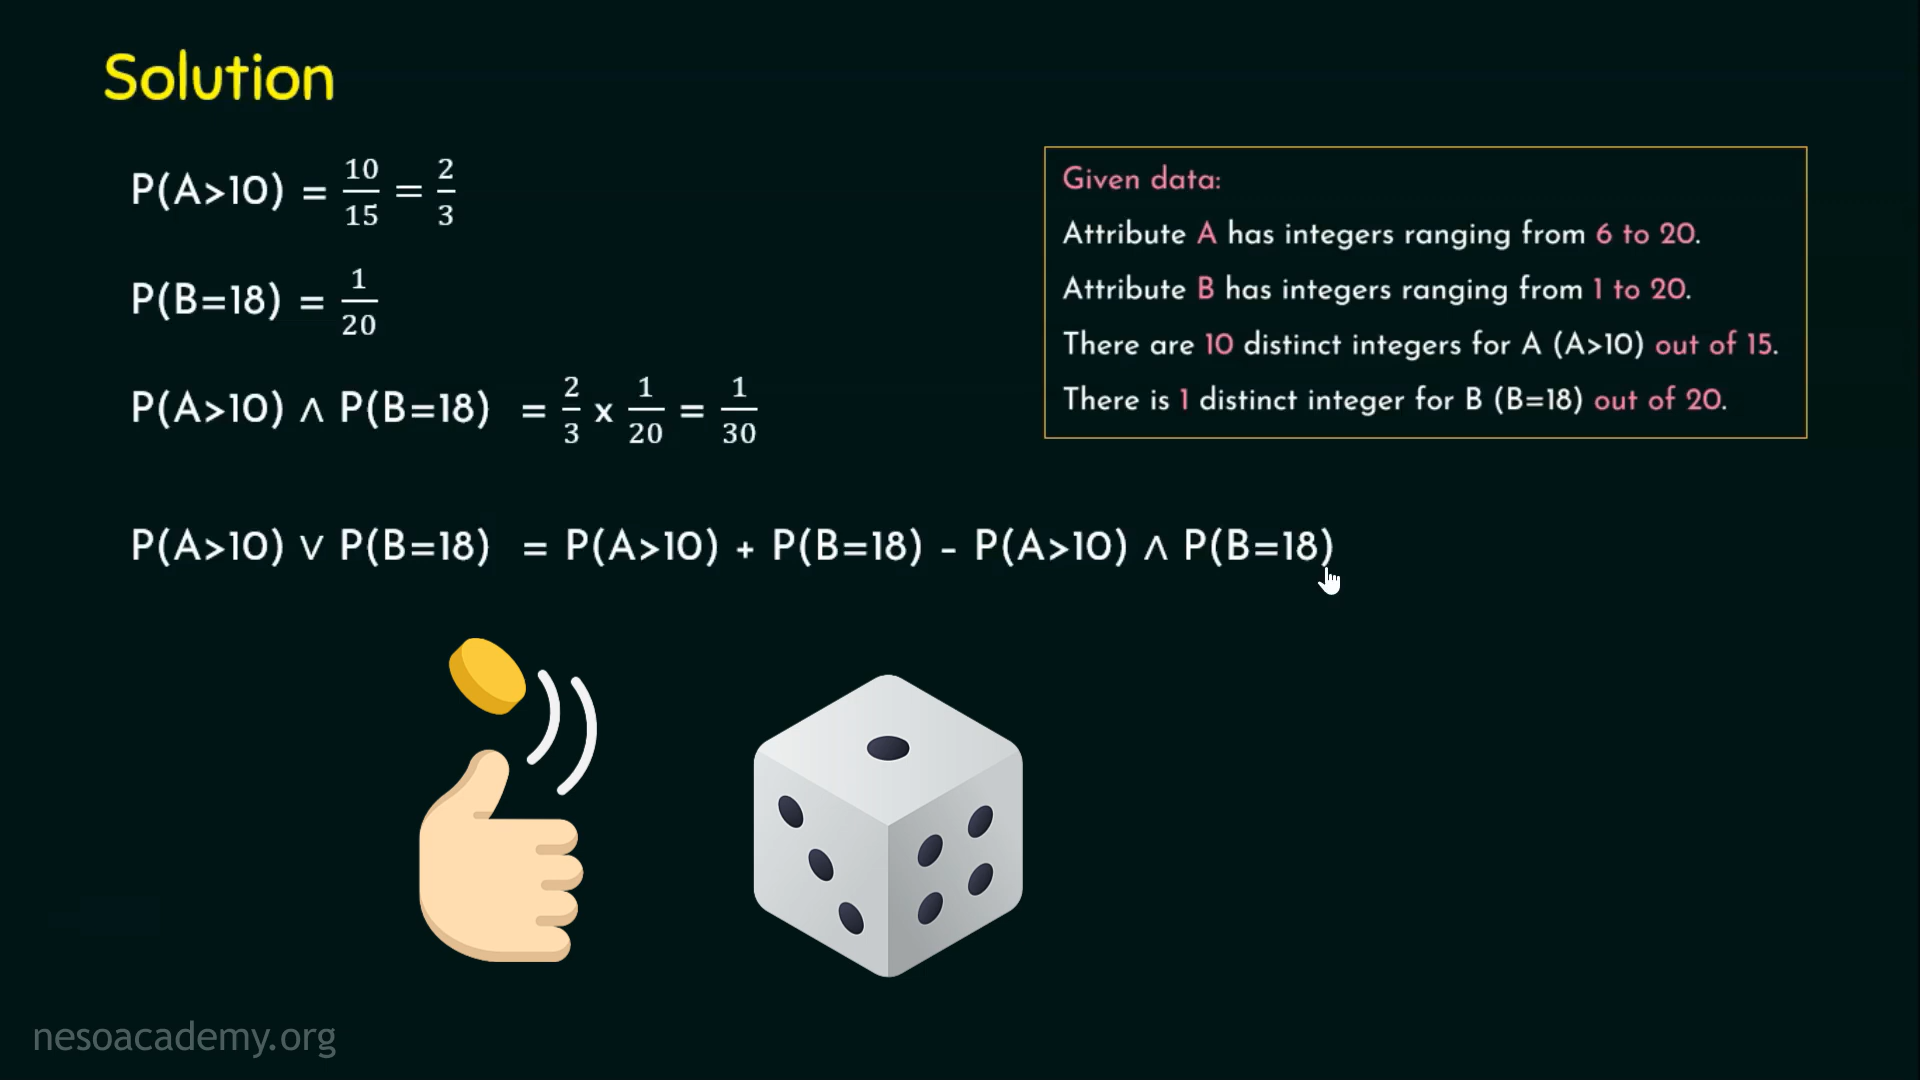 Solution
P(A>10) = 10/15 = 2/3
P(B=18) = 1/20
P(A>10) ∧ P(B=18) = 2/3 x 1/20 = 1/30
Given data:
Attribute A has integers ranging from 6 to 20.
Attribute B has integers ranging from 1 to 20.
There are 10 distinct integers for A (A>10) out of 15.
There is 1 distinct integer for B (B=18) out of 20.
P(A>10) ∨ P(B=18) = P(A>10) + P(B=18) - P(A>10) ∧ P(B=18)
nesoacademy.org